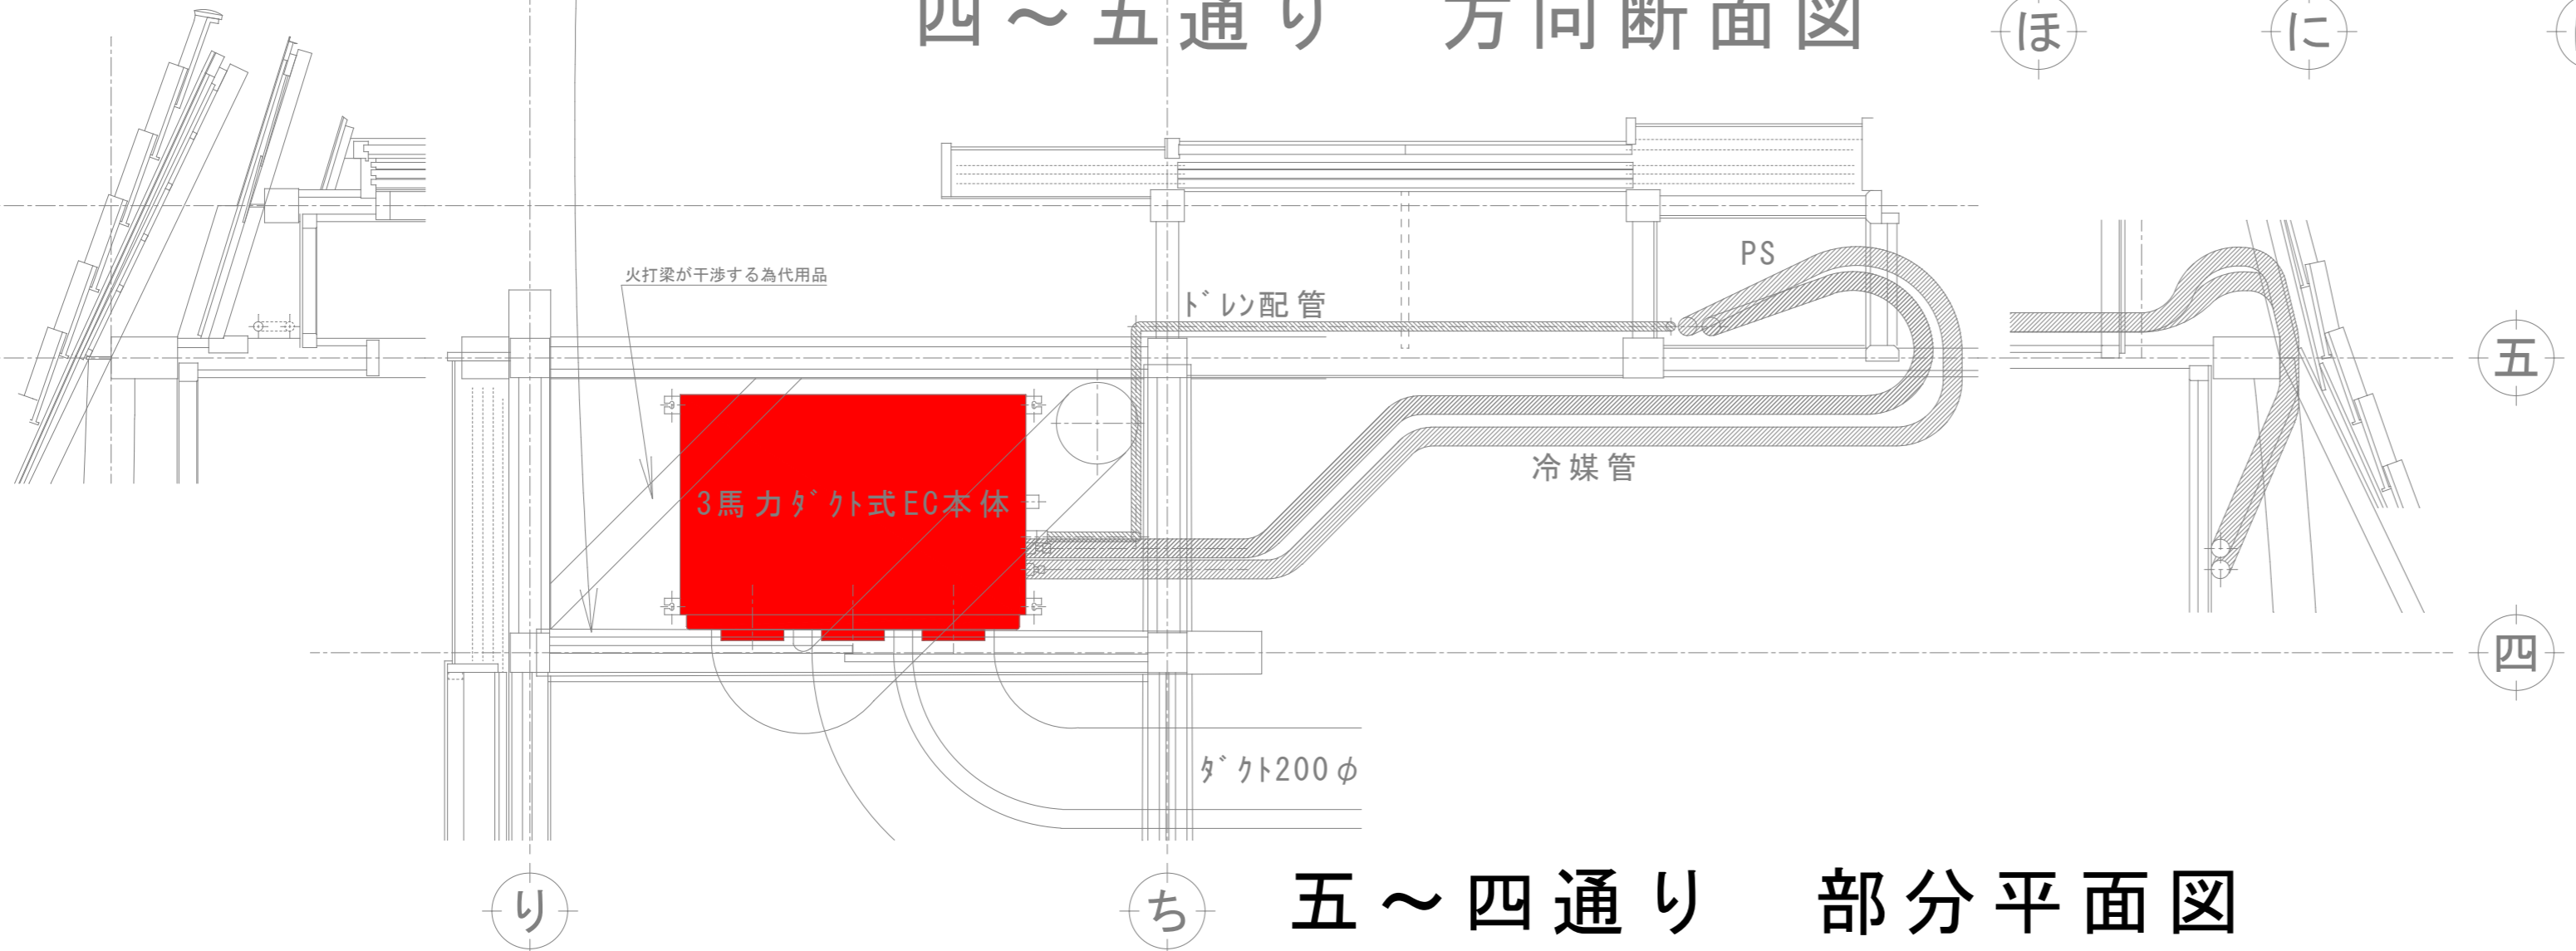 四～五通り　方向断面図
ほ
に
火打梁が干渉する為代用品
PS
ﾄﾞﾚﾝ配管
五
冷媒管
3馬力ﾀﾞｸﾄ式EC本体
四
ﾀﾞｸﾄ200φ
り
ち
五～四通り　部分平面図